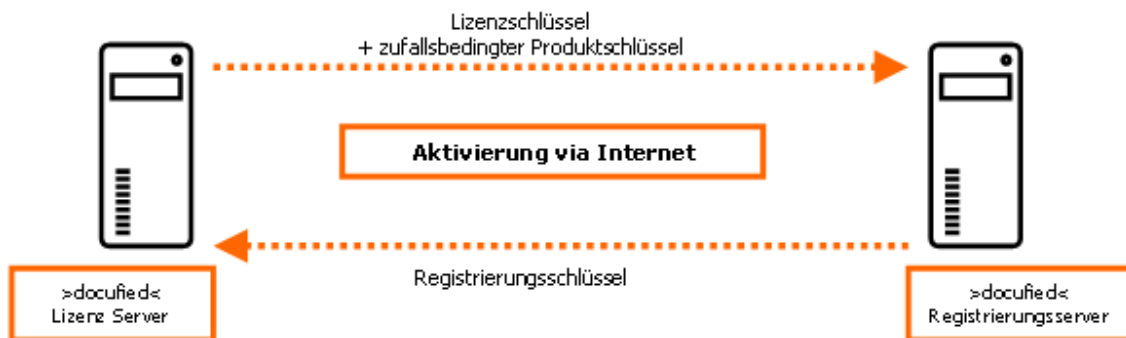 Lizenzschlüssel
+ zufallsbedingter Produktschlüssel
Aktivierung via Internet
Registrierungsschlüssel
>docufied<
Lizenz Server
>docufied<
Registrierungsserver